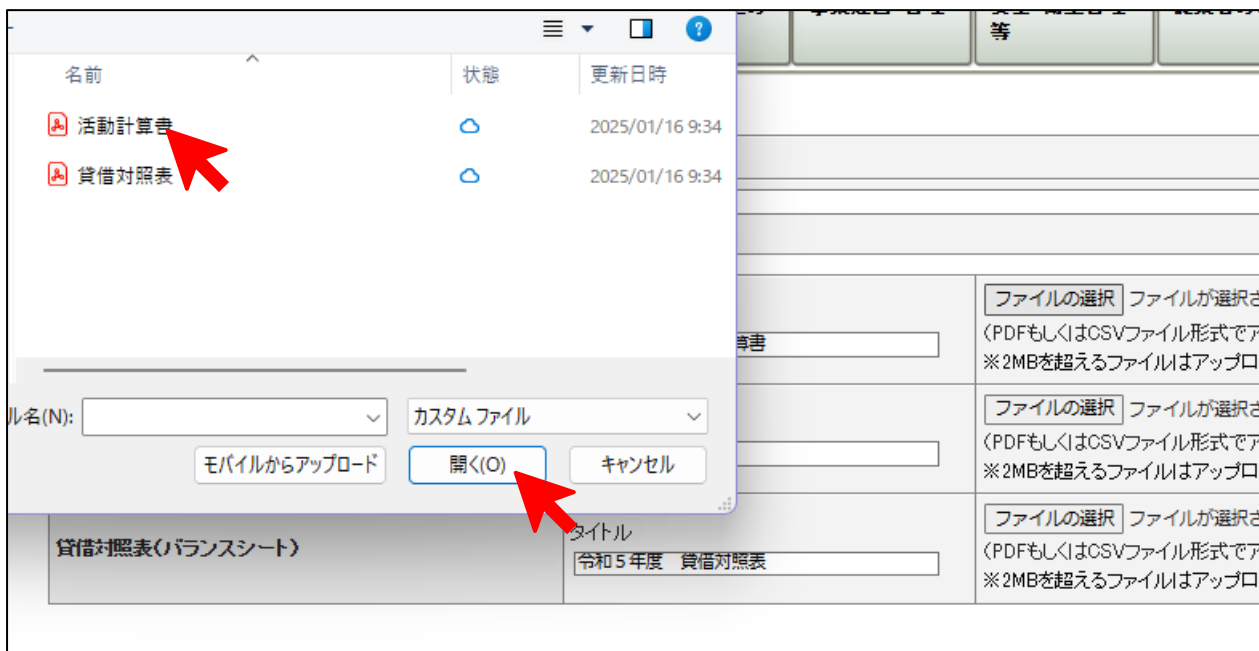 等
名前 状態 更新日時
活動計算書 2025/01/16 9:34
貸借対照表 2025/01/16 9:34
ル名(N): カスタム ファイル
モバイルからアップロード 開く(O) キャンセル
算書
ファイルの選択 ファイルが選択さ
(PDFもしくはCSVファイル形式でア
※2MBを超えるファイルはアップロ
ファイルの選択 ファイルが選択さ
(PDFもしくはCSVファイル形式でア
※2MBを超えるファイルはアップロ
貸借対照表(バランスシート)
タイトル
令和5年度 貸借対照表
ファイルの選択 ファイルが選択さ
(PDFもしくはCSVファイル形式でア
※2MBを超えるファイルはアップロ